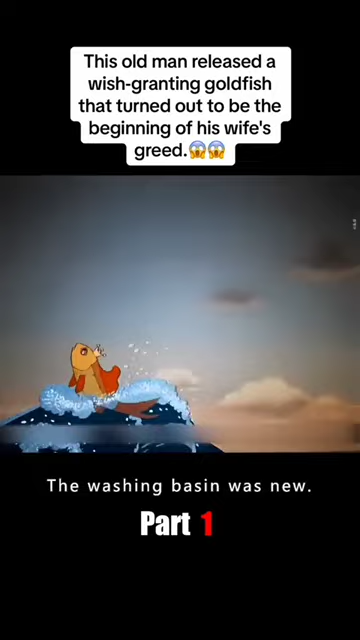 This old man released a
wish-granting goldfish
that turned out to be the
beginning of his wife's
greed.😱😱
The washing basin was new.
Part 1